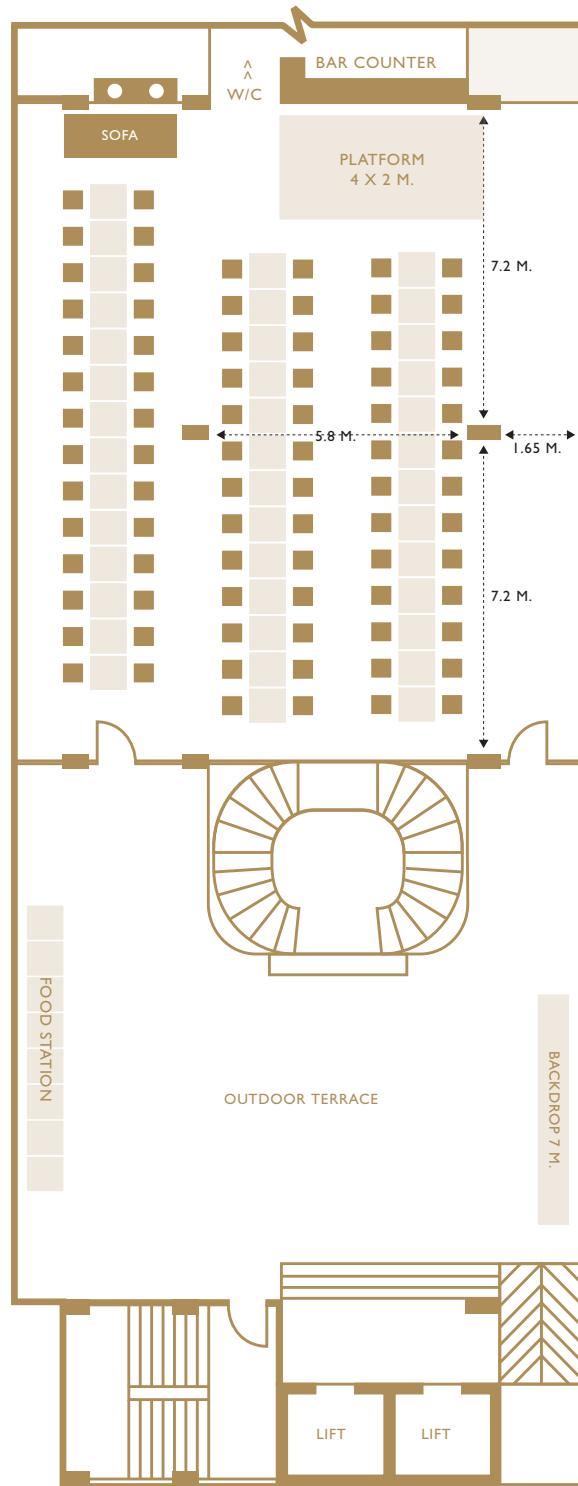 BAR COUNTER
W/C
SOFA
PLATFORM
4 X 2 M.
7.2 M.
5.8 M.
1.65 M.
7.2 M.
FOOD STATION
BACKDROP 7 M.
OUTDOOR TERRACE
LIFT
LIFT